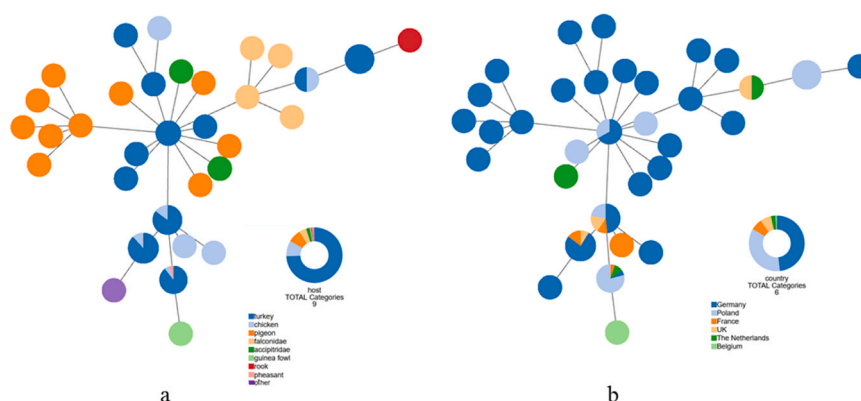 host
TOTAL Categories
9
turkey
chicken
pigeon
falconidae
accipitridae
guinea fowl
rook
pheasant
other
a
country
TOTAL Categories
6
Germany
Poland
France
UK
The Netherlands
Belgium
b